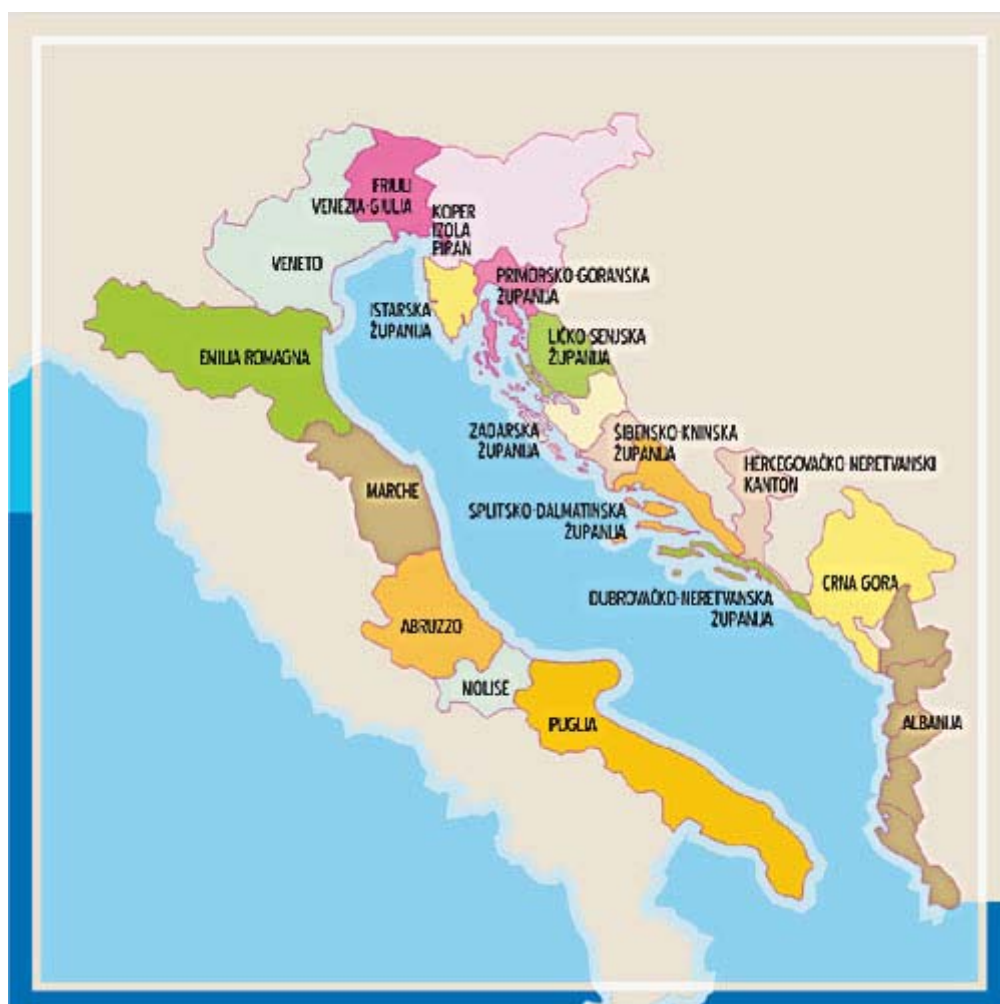 FRIULI
VENEZIA-GIULIA
KOPER
IZOLA
PIRAN
VENETO
PRIMORSKO-GORANSKA
ŽUPANIJA
ISTARSKA
ŽUPANIJA
LIČKO-SENJSKA
ŽUPANIJA
EMILIA ROMAGNA
ZADARSKA
ŽUPANIJA
ŠIBENSKO-KNINSKA
ŽUPANIJA
HERCEGOVAČKO-NERETVANSKI
KANTON
MARCHE
SPLITSKO-DALMATINSKA
ŽUPANIJA
CRNA GORA
DUBROVAČKO-NERETVANSKA
ŽUPANIJA
ABRUZZO
MOLISE
PUGLIA
ALBANIJA